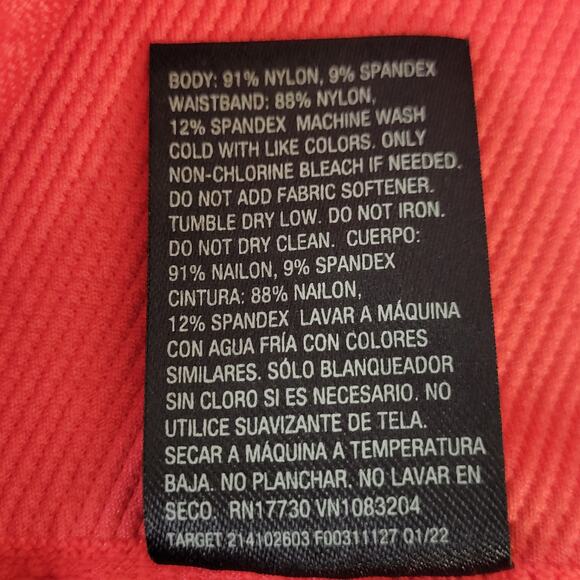 BODY: 91% NYLON, 9% SPANDEX
WAISTBAND: 88% NYLON,
12% SPANDEX MACHINE WASH
COLD WITH LIKE COLORS. ONLY
NON-CHLORINE BLEACH IF NEEDED.
DO NOT ADD FABRIC SOFTENER.
TUMBLE DRY LOW. DO NOT IRON.
DO NOT DRY CLEAN. CUERPO:
91% NAILON, 9% SPANDEX
CINTURA: 88% NAILON,
12% SPANDEX LAVAR A MÁQUINA
CON AGUA FRÍA CON COLORES
SIMILARES. SÓLO BLANQUEADOR
SIN CLORO SI ES NECESARIO. NO
UTILICE SUAVIZANTE DE TELA.
SECAR A MÁQUINA A TEMPERATURA
BAJA. NO PLANCHAR. NO LAVAR EN
SECO. RN17730 VN1083204
TARGET 214102603 F00311127 01/22